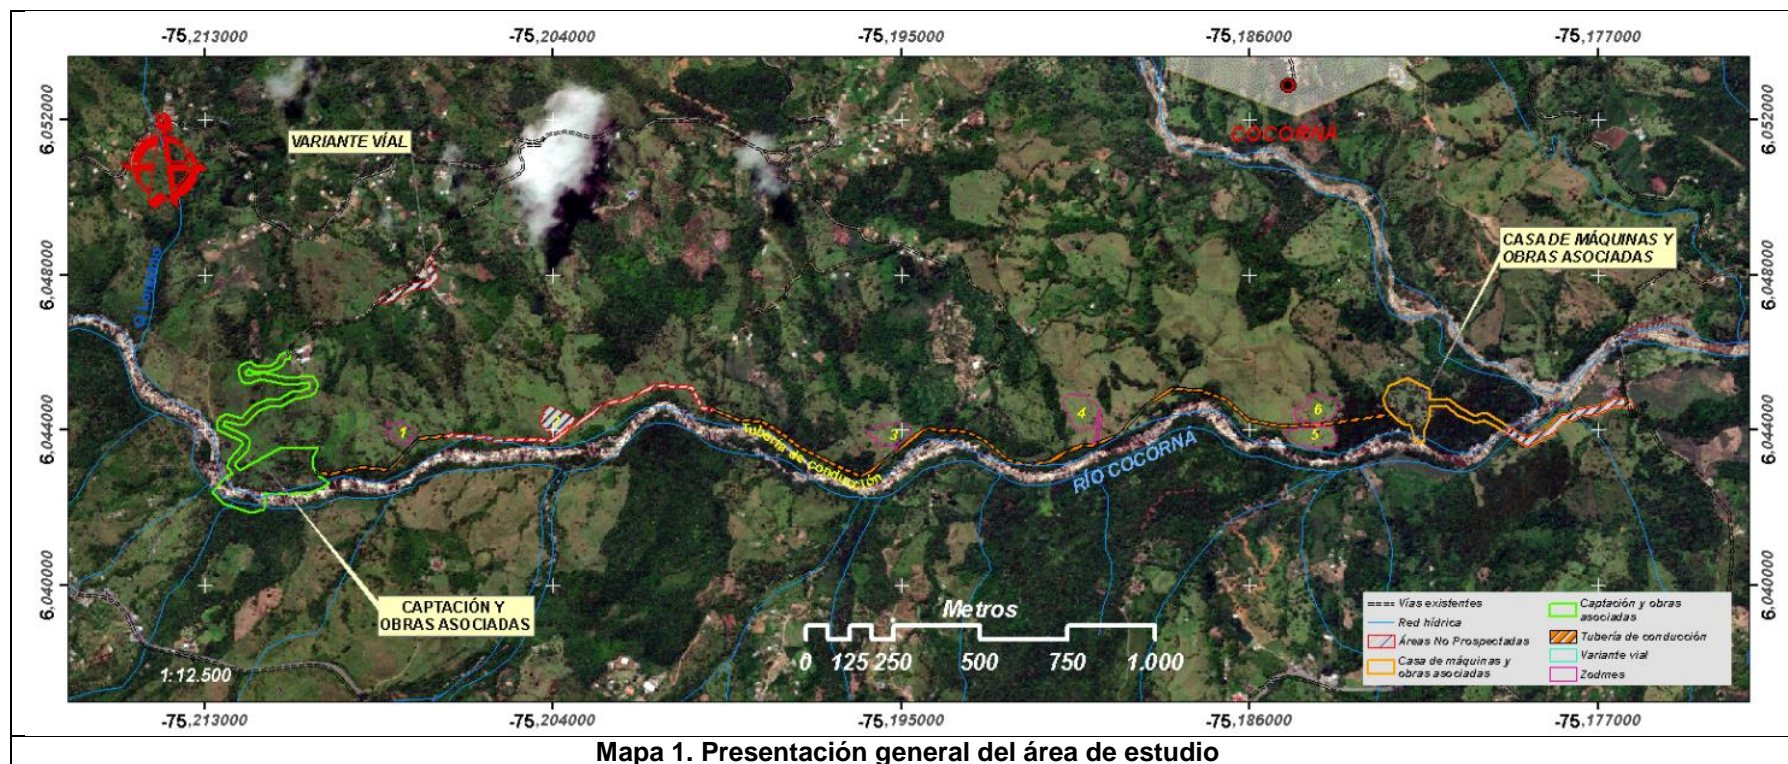 -75,213000 -75,204000 -75,195000 -75,186000 -75,177000
6,052000
6,052000
VARIANTE VÍAL
COCORNÁ
CASA DE MÁQUINAS Y
OBRAS ASOCIADAS
6,048000
6,048000
Q Lorenzo
6,044000
6,044000
1
3
4
6
5
Tubería de conducción
RÍO COCORNÁ
6,040000
6,040000
CAPTACIÓN Y
OBRAS ASOCIADAS
Metros
0 125 250 500 750 1.000
1:12.500
Vías existentes
Red hídrica
Áreas No Prospectadas
Casa de máquinas y
obras asociadas
Captación y obras
asociadas
Tubería de conducción
Variante vial
Zodmes
-75,213000 -75,204000 -75,195000 -75,186000 -75,177000
Mapa 1. Presentación general del área de estudio